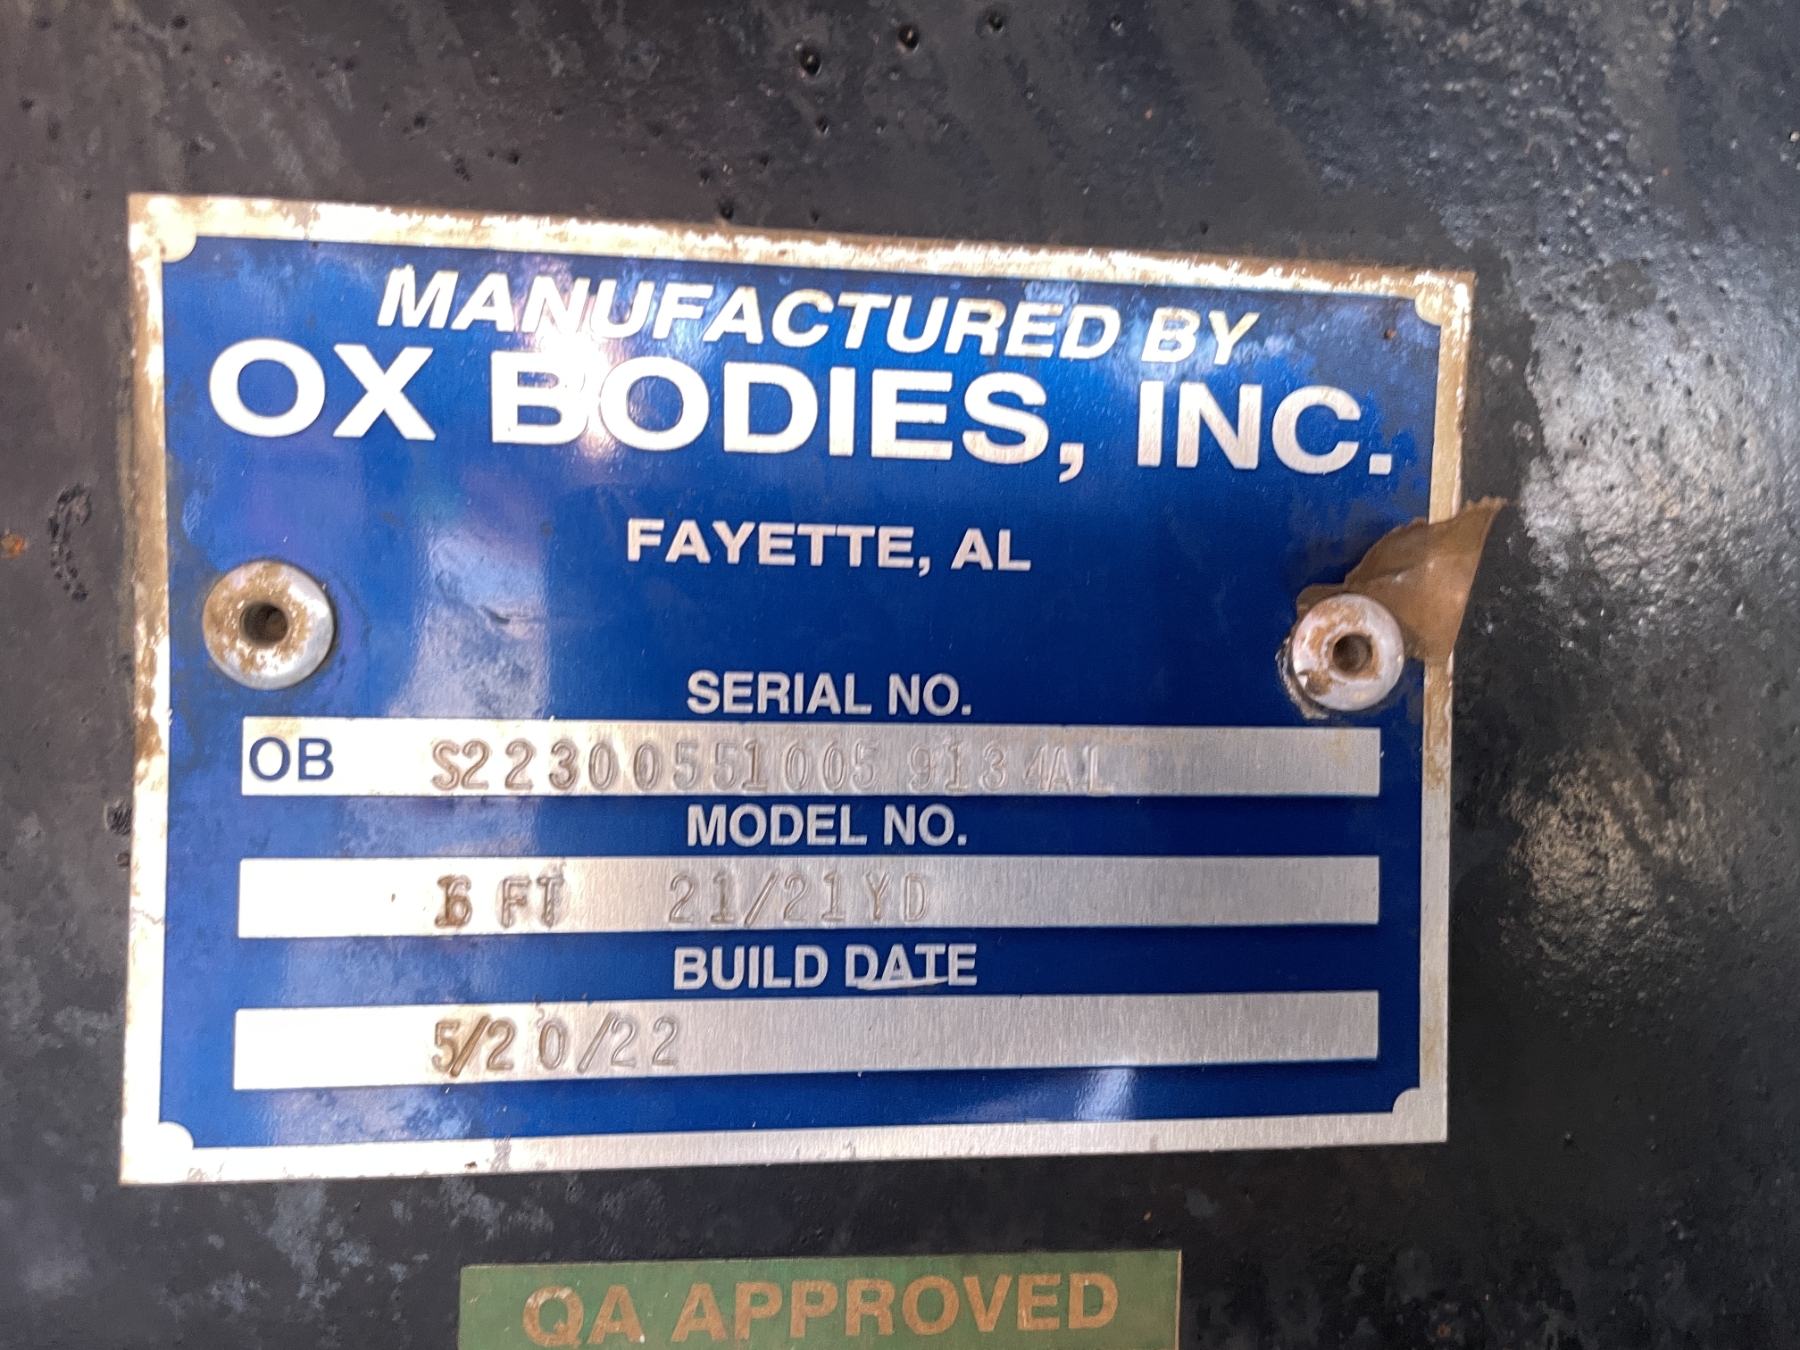 MANUFACTURED BY
OX BODIES, INC.
FAYETTE, AL
SERIAL NO.
OB S22300551005 9134AL
MODEL NO.
FT 21/21YD
BUILD DATE
5/20/22
QA APPROVED